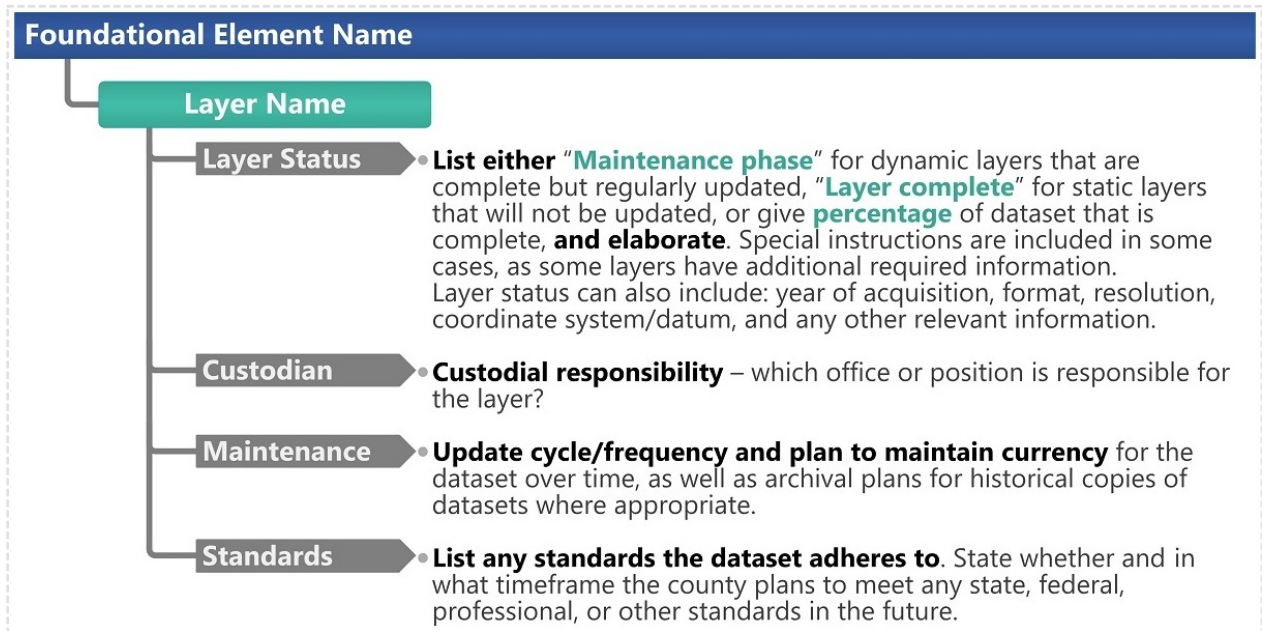 Foundational Element Name
Layer Name
Layer Status
List either “Maintenance phase” for dynamic layers that are
complete but regularly updated, “Layer complete” for static layers
that will not be updated, or give percentage of dataset that is
complete, and elaborate. Special instructions are included in some
cases, as some layers have additional required information.
Layer status can also include: year of acquisition, format, resolution,
coordinate system/datum, and any other relevant information.
Custodian
Custodial responsibility – which office or position is responsible for
the layer?
Maintenance
Update cycle/frequency and plan to maintain currency for the
dataset over time, as well as archival plans for historical copies of
datasets where appropriate.
Standards
List any standards the dataset adheres to. State whether and in
what timeframe the county plans to meet any state, federal,
professional, or other standards in the future.